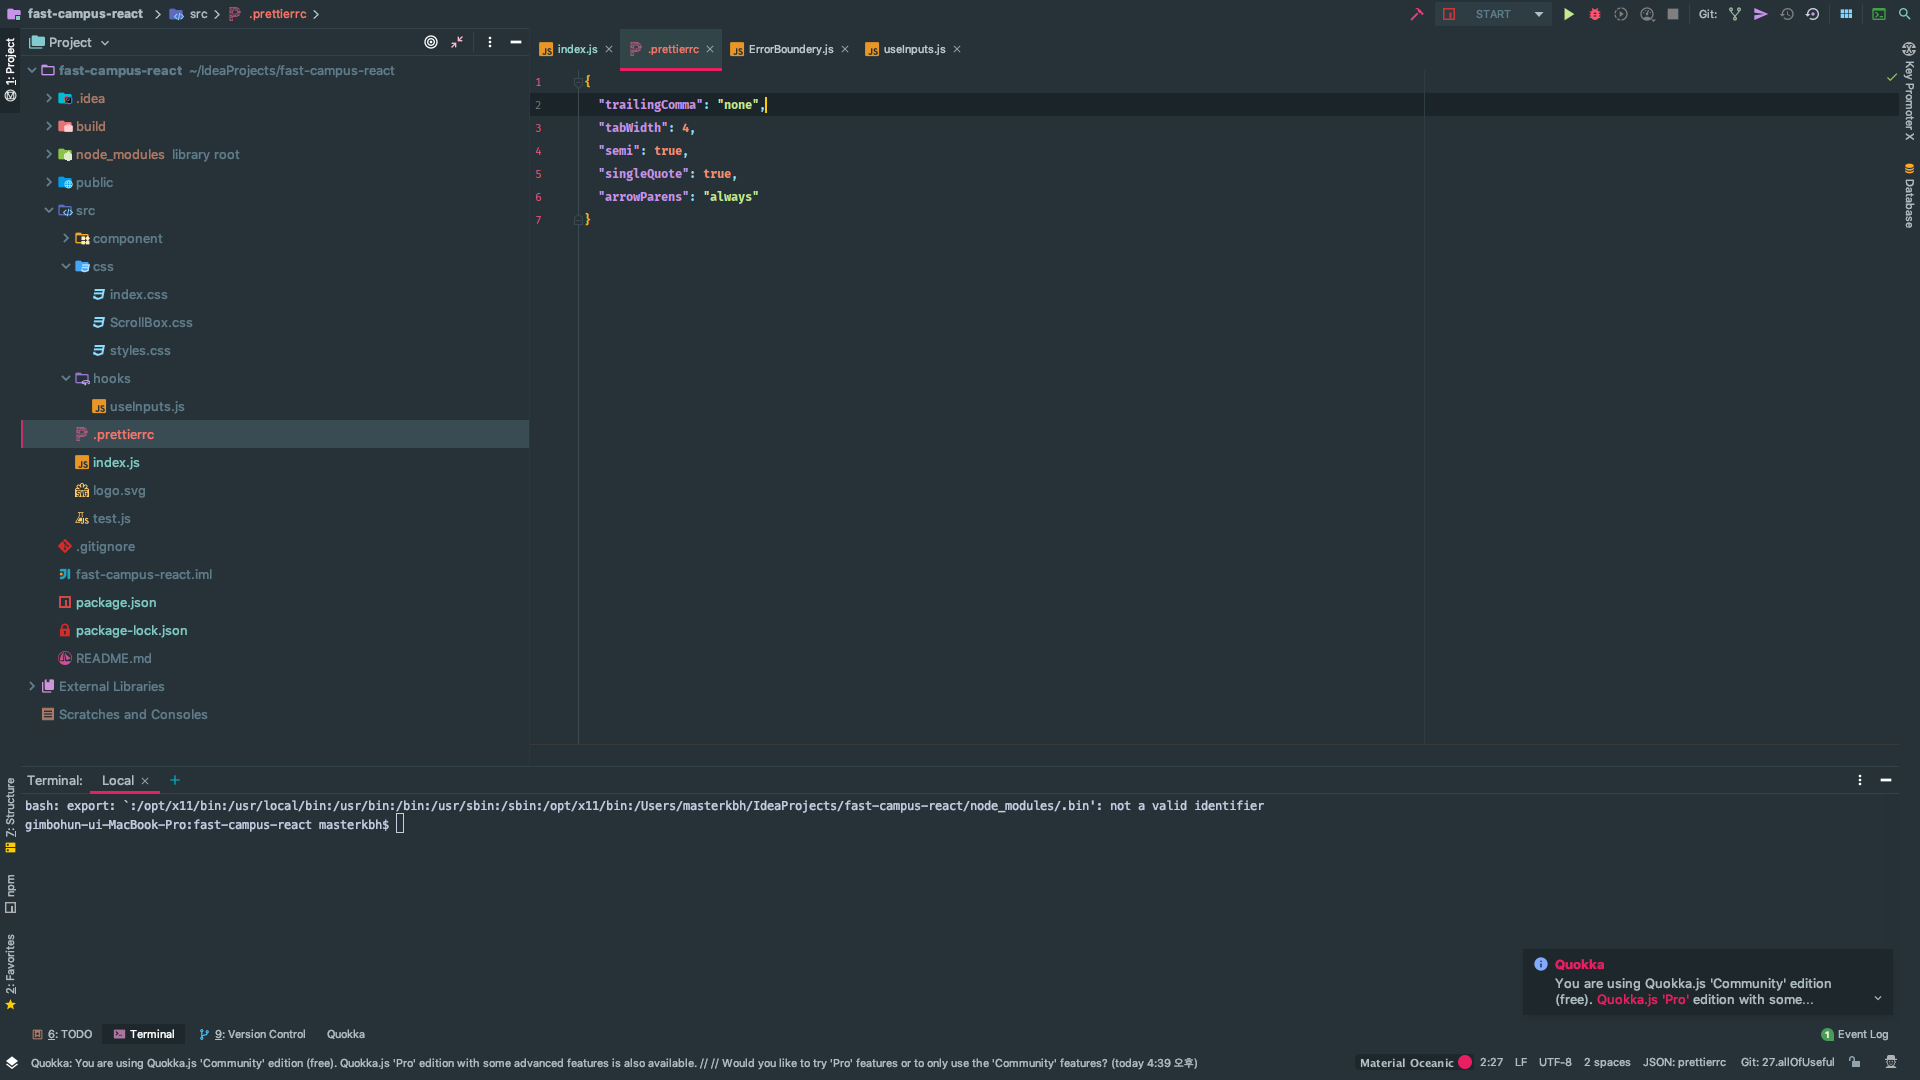 fast-campus-react
src
.prettierrc
START
Git:
1: Project
Project
index.js
.prettierrc
ErrorBoundery.js
useInputs.js
Key Promoter X
Database
fast-campus-react ~/IdeaProjects/fast-campus-react
.idea
build
node_modules library root
public
src
component
css
index.css
ScrollBox.css
styles.css
hooks
useInputs.js
.prettierrc
index.js
logo.svg
test.js
.gitignore
fast-campus-react.iml
package.json
package-lock.json
README.md
External Libraries
Scratches and Consoles
1 {
2 "trailingComma": "none",
3 "tabWidth": 4,
4 "semi": true,
5 "singleQuote": true,
6 "arrowParens": "always"
7 }
7: Structure
npm
2: Favorites
Terminal: Local
bash: export: `:/opt/x11/bin:/usr/local/bin:/usr/bin:/bin:/usr/sbin:/sbin:/opt/x11/bin:/Users/masterkbh/IdeaProjects/fast-campus-react/node_modules/.bin': not a valid identifier
gimbohun-ui-MacBook-Pro:fast-campus-react masterkbh$
Quokka
You are using Quokka.js 'Community' edition
(free). Quokka.js 'Pro' edition with some...
6: TODO
Terminal
9: Version Control
Quokka
1 Event Log
Quokka: You are using Quokka.js 'Community' edition (free). Quokka.js 'Pro' edition with some advanced features is also available. // // Would you like to try 'Pro' features or to only use the 'Community' features? (today 4:39 오후)
Material Oceanic
2:27
LF
UTF-8
2 spaces
JSON: prettierrc
Git: 27.allOfUseful